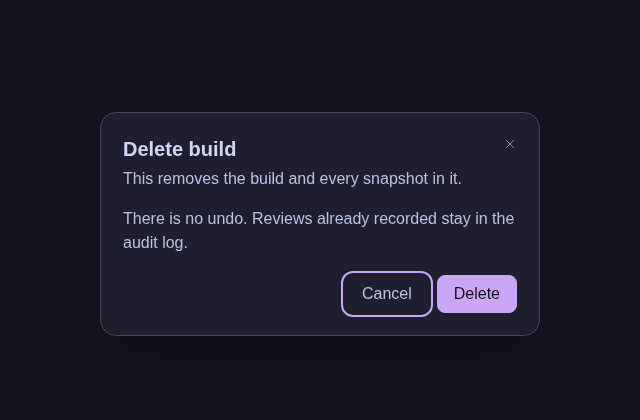 Delete build
This removes the build and every snapshot in it.
There is no undo. Reviews already recorded stay in the
audit log.
Cancel
Delete